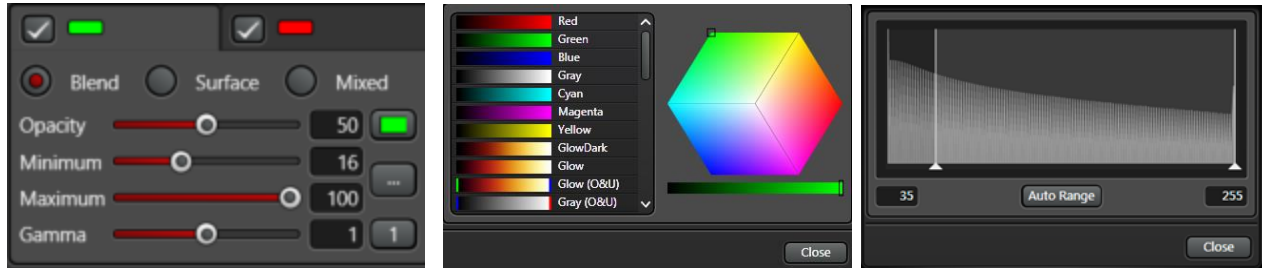 Blend Surface Mixed
Opacity 50
Minimum 16
...
Maximum 100
Gamma 1 1
Red
Green
Blue
Gray
Cyan
Magenta
Yellow
GlowDark
Glow
Glow (O&U)
Gray (O&U)
Close
35 Auto Range 255
Close